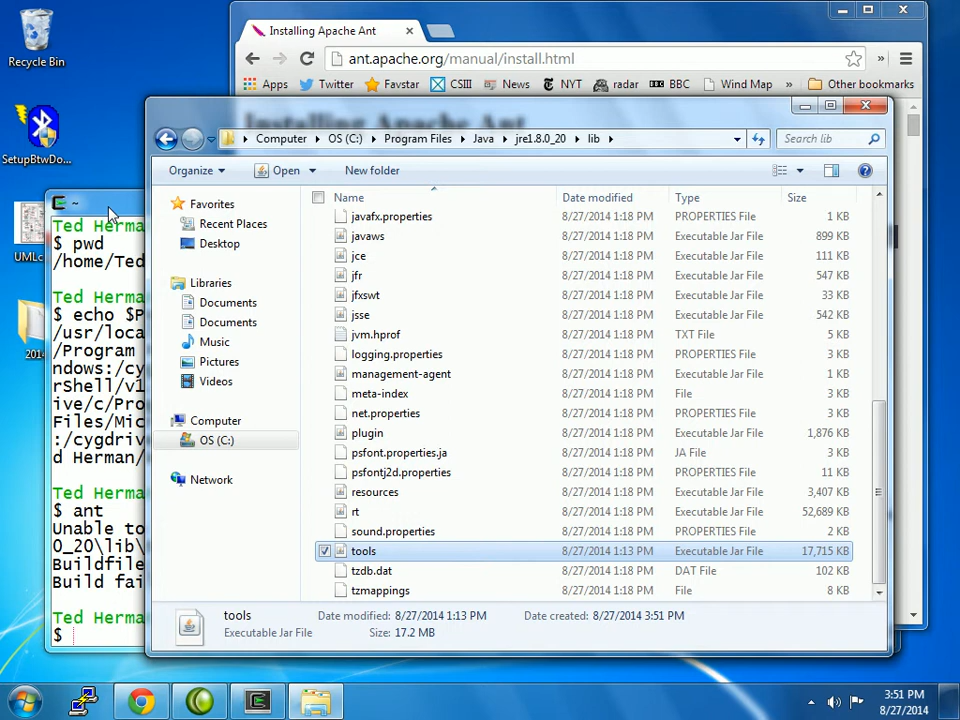 Recycle Bin
SetupBtwDo...
UMLc
2014
Installing Apache Ant
ant.apache.org/manual/install.html
Apps Twitter Favstar CSIII News NYT radar BBC Wind Map » Other bookmarks
Installing Apache Ant
Computer OS (C:) Program Files Java jre1.8.0_20 lib
Search lib
Organize Open New folder
Favorites
Recent Places
Desktop
Libraries
Documents
Documents
Music
Pictures
Videos
Computer
OS (C:)
Network
Name Date modified Type Size
javafx.properties 8/27/2014 1:18 PM PROPERTIES File 1 KB
javaws 8/27/2014 1:18 PM Executable Jar File 899 KB
jce 8/27/2014 1:18 PM Executable Jar File 111 KB
jfr 8/27/2014 1:18 PM Executable Jar File 547 KB
jfxswt 8/27/2014 1:18 PM Executable Jar File 33 KB
jsse 8/27/2014 1:18 PM Executable Jar File 542 KB
jvm.hprof 8/27/2014 1:18 PM TXT File 5 KB
logging.properties 8/27/2014 1:18 PM PROPERTIES File 3 KB
management-agent 8/27/2014 1:18 PM Executable Jar File 1 KB
meta-index 8/27/2014 1:18 PM File 3 KB
net.properties 8/27/2014 1:18 PM PROPERTIES File 4 KB
plugin 8/27/2014 1:18 PM Executable Jar File 1,876 KB
psfont.properties.ja 8/27/2014 1:18 PM JA File 3 KB
psfontj2d.properties 8/27/2014 1:18 PM PROPERTIES File 11 KB
resources 8/27/2014 1:18 PM Executable Jar File 3,407 KB
rt 8/27/2014 1:18 PM Executable Jar File 52,689 KB
sound.properties 8/27/2014 1:18 PM PROPERTIES File 2 KB
tools 8/27/2014 1:13 PM Executable Jar File 17,715 KB
tzdb.dat 8/27/2014 1:18 PM DAT File 102 KB
tzmappings 8/27/2014 1:18 PM File 8 KB
tools Date modified: 8/27/2014 1:13 PM Date created: 8/27/2014 3:51 PM
Executable Jar File Size: 17.2 MB
~
Ted Herma
$ pwd
/home/Ted
Ted Herma
$ echo $P
/usr/loca
/Program
ndows:/cy
rShell/v1
ive/c/Pro
Files/Mic
:/cygdriv
d Herman/
Ted Herma
$ ant
Unable to
0_20\lib\
Buildfile
Build fai
Ted Herma
$
3:51 PM
8/27/2014